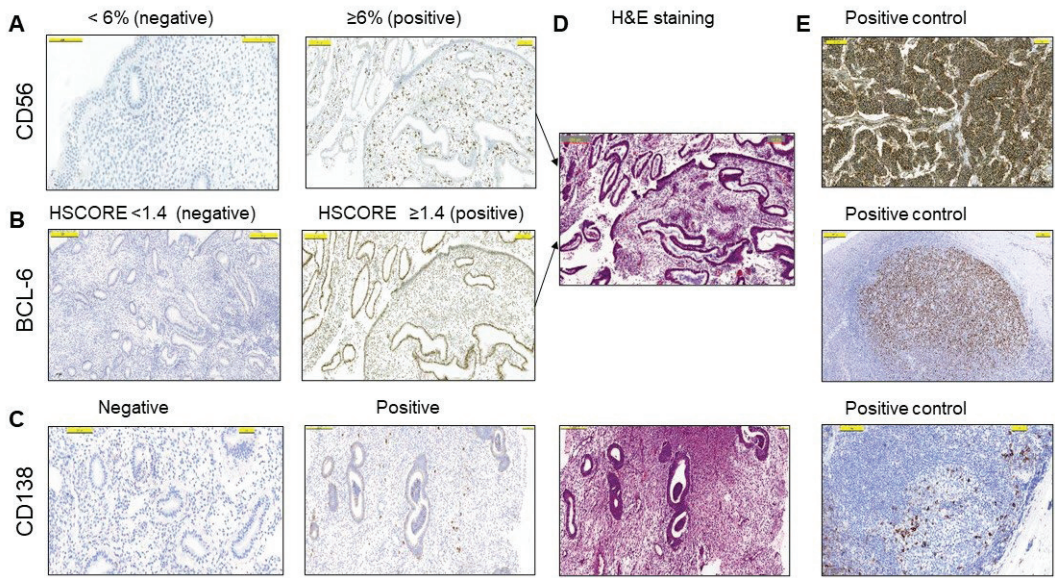 A
< 6% (negative)
≥6% (positive)
D
H&E staining
E
Positive control
CD56
B
HSCORE <1.4 (negative)
HSCORE ≥1.4 (positive)
Positive control
BCL-6
C
Negative
Positive
Positive control
CD138